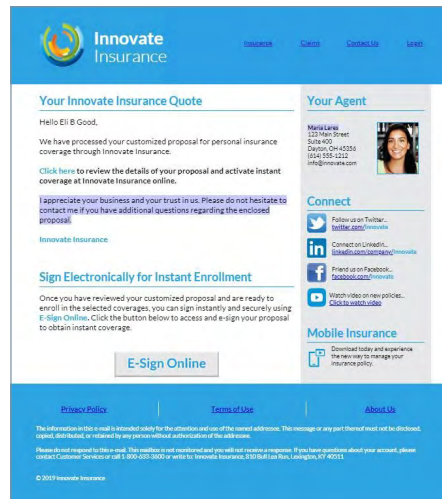 Innovate
Insurance
Insurance Claims Contact Us Login
Your Innovate Insurance Quote
Hello Eli B Good,
We have processed your customized proposal for personal insurance
coverage through Innovate Insurance.
Click here to review the details of your proposal and activate instant
coverage at Innovate Insurance online.
I appreciate your business and your trust in us. Please do not hesitate to
contact me if you have additional questions regarding the enclosed
proposal.
Innovate Insurance
Sign Electronically for Instant Enrollment
Once you have reviewed your customized proposal and are ready to
enroll in the selected coverages, you can sign instantly and securely using
E-Sign Online. Click the button below to access and e-sign your proposal
to obtain instant coverage.
E-Sign Online
Your Agent
Maria Lares
123 Main Street
Suite 400
Dayton, OH 45356
(614) 555-1212
info@innovate.com
Connect
Follow us on Twitter...
twitter.com/innovate
Connect on LinkedIn...
linkedin.com/company/innovate
Friend us on Facebook...
facebook.com/innovate
Watch video on new policies...
Click to watch video
Mobile Insurance
Download today and experience
the new way to manage your
insurance policy.
Privacy Policy Terms of Use About Us
The information in this e-mail is intended solely for the attention and use of the named addressee. This message or any part thereof must not be disclosed,
copied, distributed, or retained by any person without authorization of the addressee.
Please do not respond to this e-mail. This mailbox is not monitored and you will not receive a response. If you have questions about your account, please
contact Customer Services or call 1-800-633-3600 or write to: Innovate Insurance, 810 Bull Lea Run, Lexington, KY 40511
© 2019 Innovate Insurance